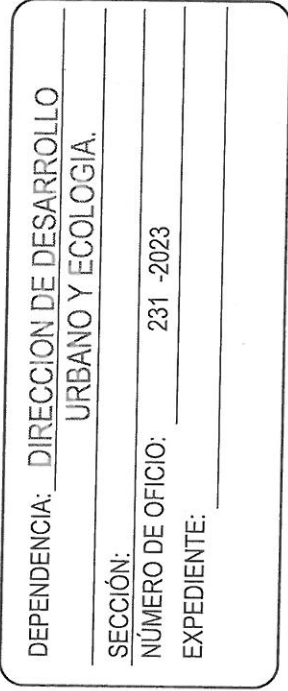 DEPENDENCIA: DIRECCION DE DESARROLLO
URBANO Y ECOLOGIA.
SECCIÓN:
NÚMERO DE OFICIO: 231 -2023
EXPEDIENTE: